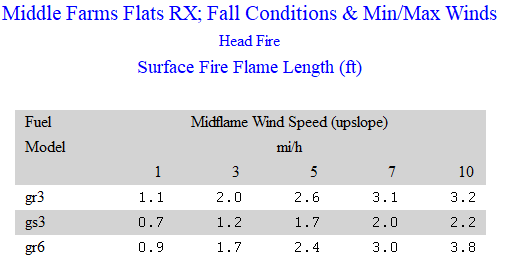 Middle Farms Flats RX; Fall Conditions & Min/Max Winds
Head Fire
Surface Fire Flame Length (ft)
Fuel Midflame Wind Speed (upslope)
Model mi/h
1 3 5 7 10
gr3 1.1 2.0 2.6 3.1 3.2
gs3 0.7 1.2 1.7 2.0 2.2
gr6 0.9 1.7 2.4 3.0 3.8